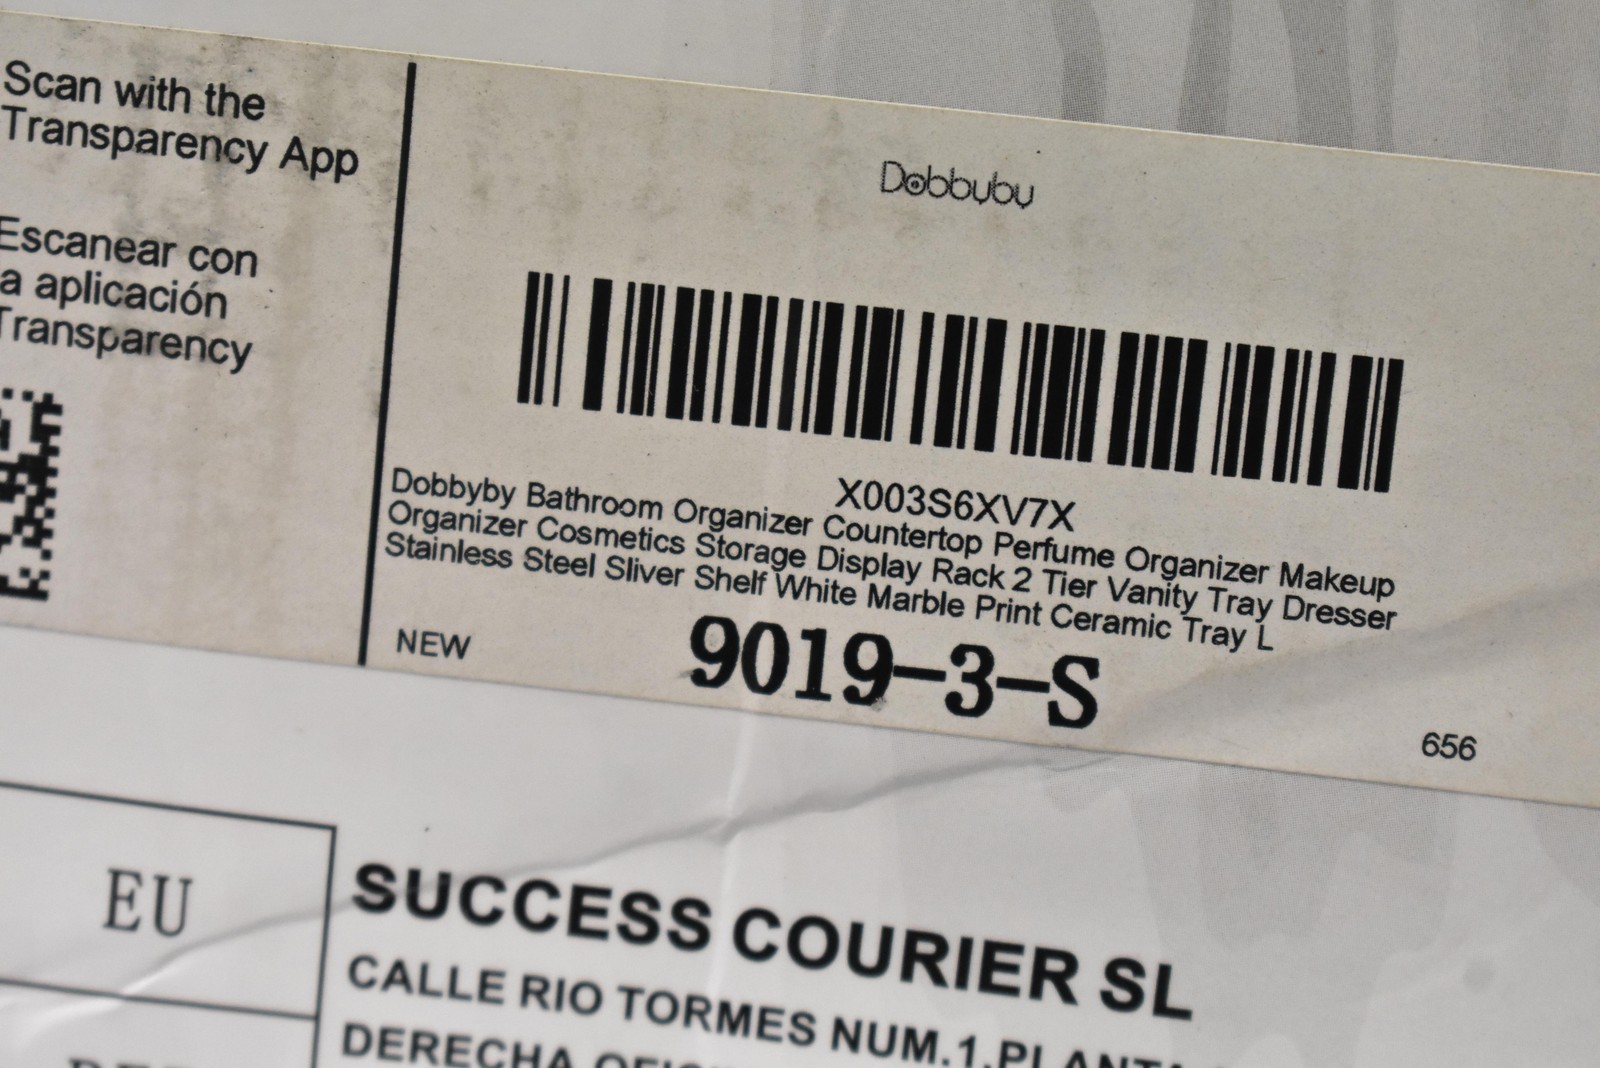 Scan with the
Transparency App
Escanear con
a aplicación
Transparency
Dobbyby
X003S6XV7X
Dobbyby Bathroom Organizer Countertop Perfume Organizer Makeup
Organizer Cosmetics Storage Display Rack 2 Tier Vanity Tray Dresser
Stainless Steel Sliver Shelf White Marble Print Ceramic Tray L
NEW
9019-3-S
656
EU
SUCCESS COURIER SL
CALLE RIO TORMES NUM.1,PLANTA
DERECHA